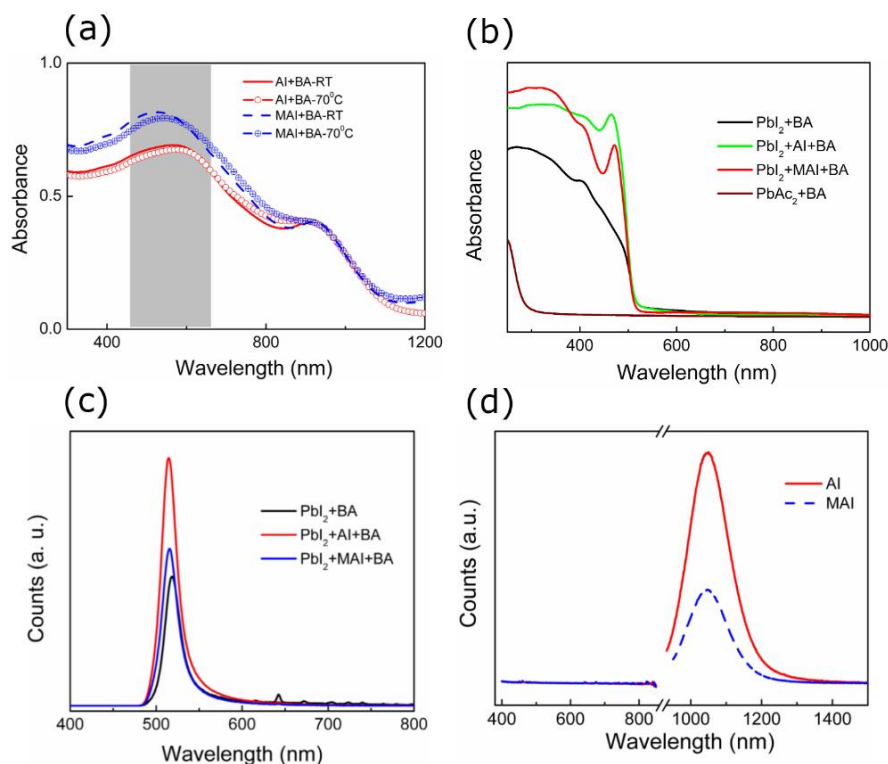 (a)
1.0
0.5
0.0
Absorbance
400
800
1200
Wavelength (nm)
AI+BA-RT
AI+BA-70⁰C
MAI+BA-RT
MAI+BA-70⁰C
(b)
Absorbance
400
600
800
1000
Wavelength (nm)
PbI₂+BA
PbI₂+AI+BA
PbI₂+MAI+BA
PbAc₂+BA
(c)
Counts (a. u.)
400
500
600
700
800
Wavelength (nm)
PbI₂+BA
PbI₂+AI+BA
PbI₂+MAI+BA
(d)
Counts (a.u.)
400
600
800
1000
1200
1400
Wavelength (nm)
AI
MAI